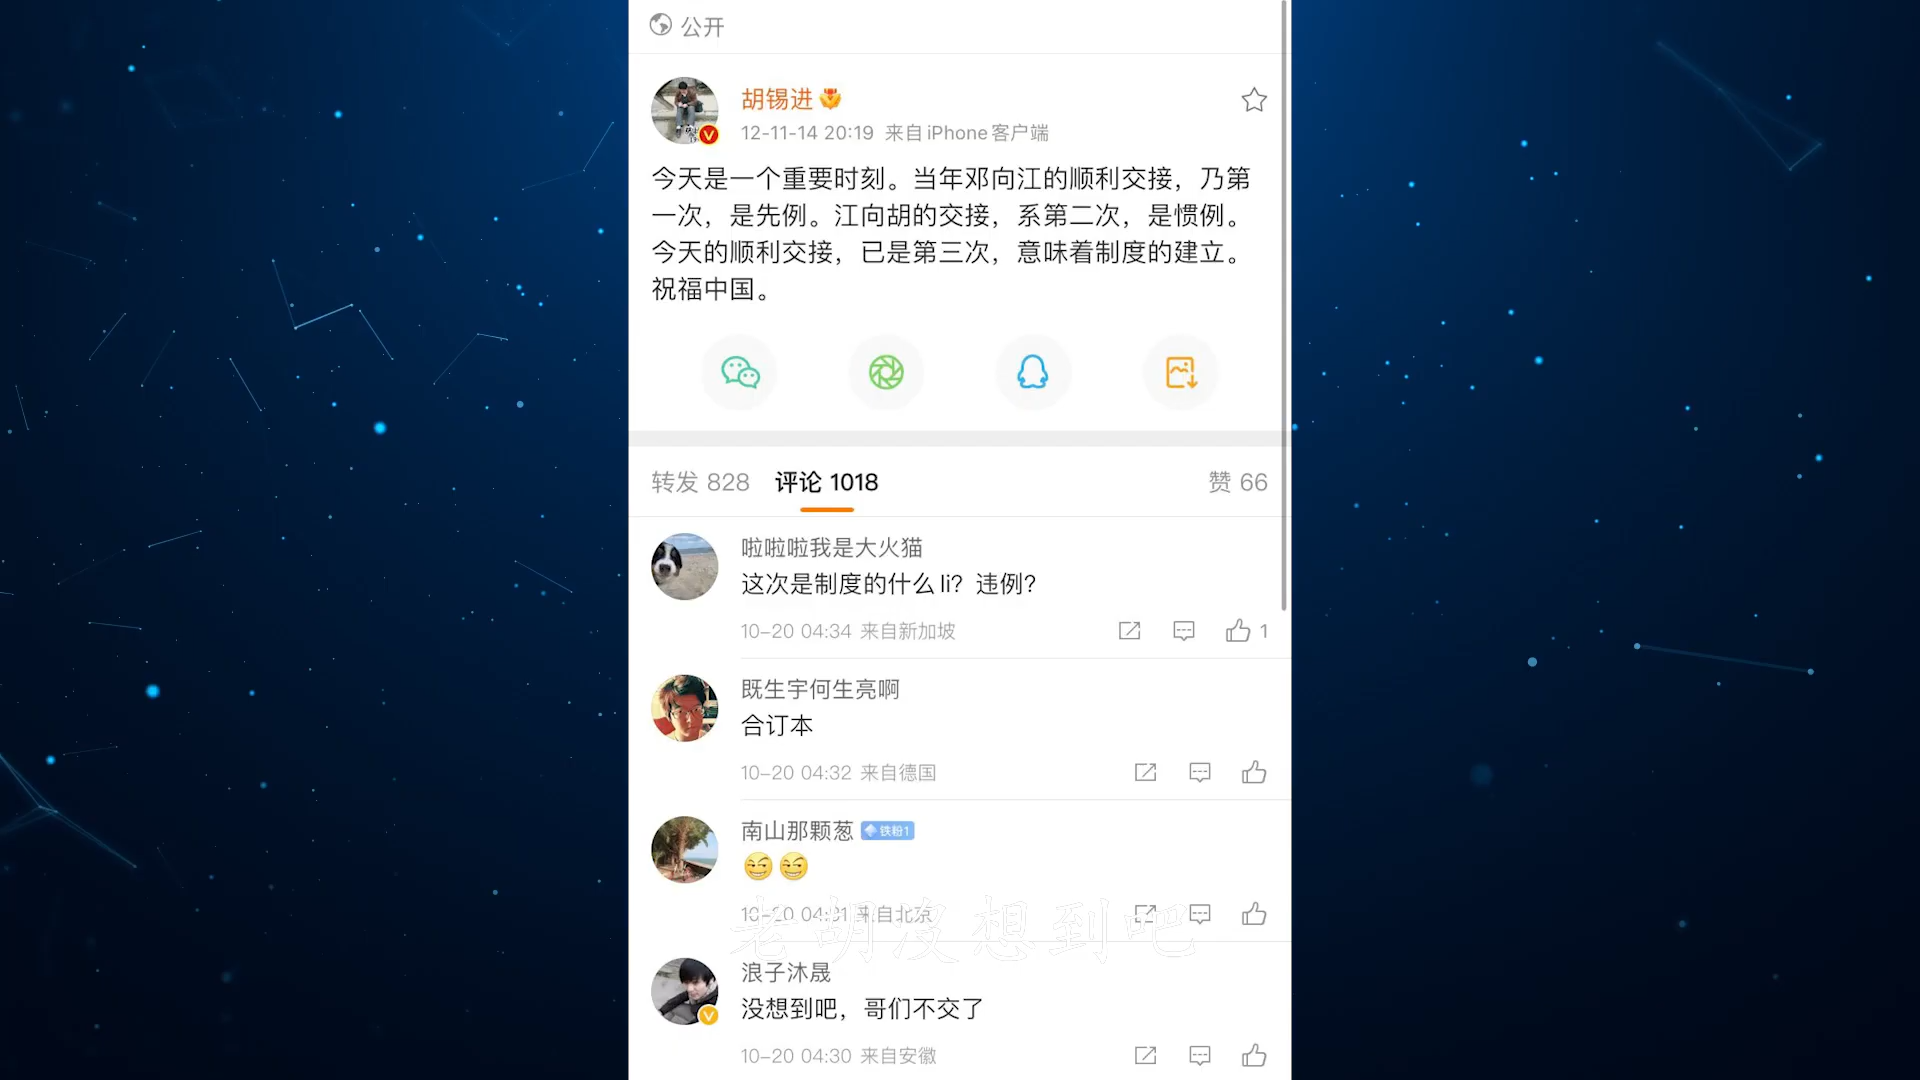 公开
胡锡进
12-11-14 20:19 来自 iPhone 客户端
今天是一个重要时刻。当年邓向江的顺利交接，乃第
一次，是先例。江向胡的交接，系第二次，是惯例。
今天的顺利交接，已是第三次，意味着制度的建立。
祝福中国。
转发 828 评论 1018 赞 66
啦啦啦我是大火猫
这次是制度的什么 li？违例？
10-20 04:34 来自新加坡 1
既生宇何生亮啊
合订本
10-20 04:32 来自德国
南山那颗葱 铁粉1
10-20 04:31 来自北京
老胡没想到吧
浪子沐晟
没想到吧，哥们不交了
10-20 04:30 来自安徽